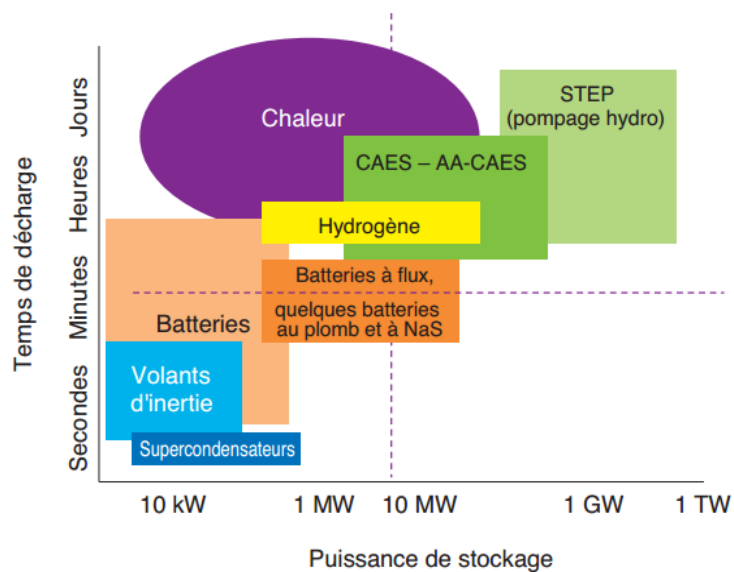 Temps de décharge
Jours
Heures
Minutes
Secondes
Chaleur
STEP
(pompage hydro)
CAES – AA-CAES
Hydrogène
Batteries à flux,
quelques batteries
au plomb et à NaS
Batteries
Volants
d'inertie
Supercondensateurs
10 kW
1 MW
10 MW
1 GW
1 TW
Puissance de stockage